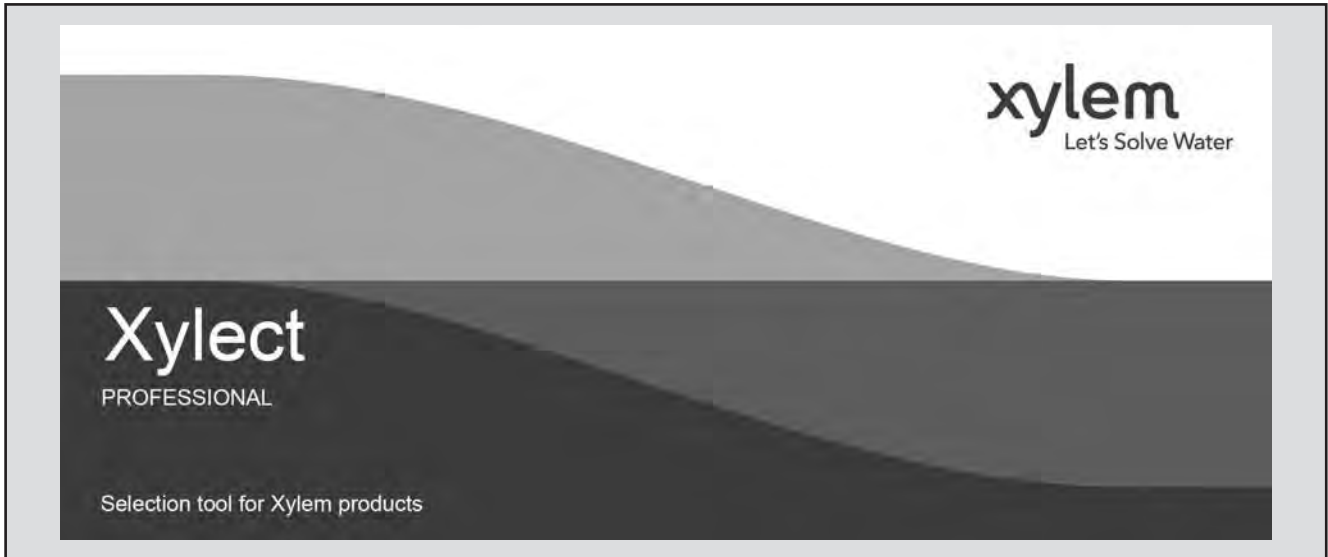 xylem
Let's Solve Water
Xylect
PROFESSIONAL
Selection tool for Xylem products